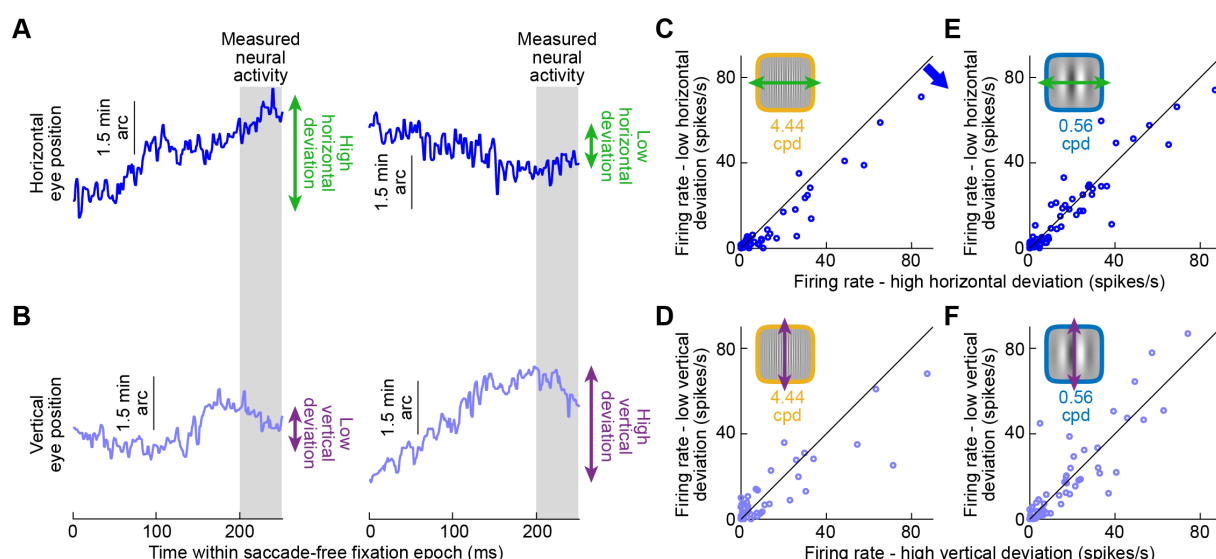 A
Measured
neural
activity
Measured
neural
activity
Horizontal
eye position
1.5 min
arc
High
horizontal
deviation
1.5 min
arc
Low
horizontal
deviation
B
Vertical
eye position
1.5 min
arc
Low
vertical
deviation
1.5 min
arc
High
vertical
deviation
0
100
200
0
100
200
Time within saccade-free fixation epoch (ms)
C
Firing rate - low horizontal
deviation (spikes/s)
80
40
0
4.44
cpd
0
40
80
E
Firing rate - low horizontal
deviation (spikes/s)
80
40
0
0.56
cpd
0
40
80
Firing rate - high horizontal deviation (spikes/s)
D
Firing rate - low vertical
deviation (spikes/s)
80
40
0
4.44
cpd
0
40
80
F
Firing rate - low vertical
deviation (spikes/s)
80
40
0
0.56
cpd
0
40
80
Firing rate - high vertical deviation (spikes/s)